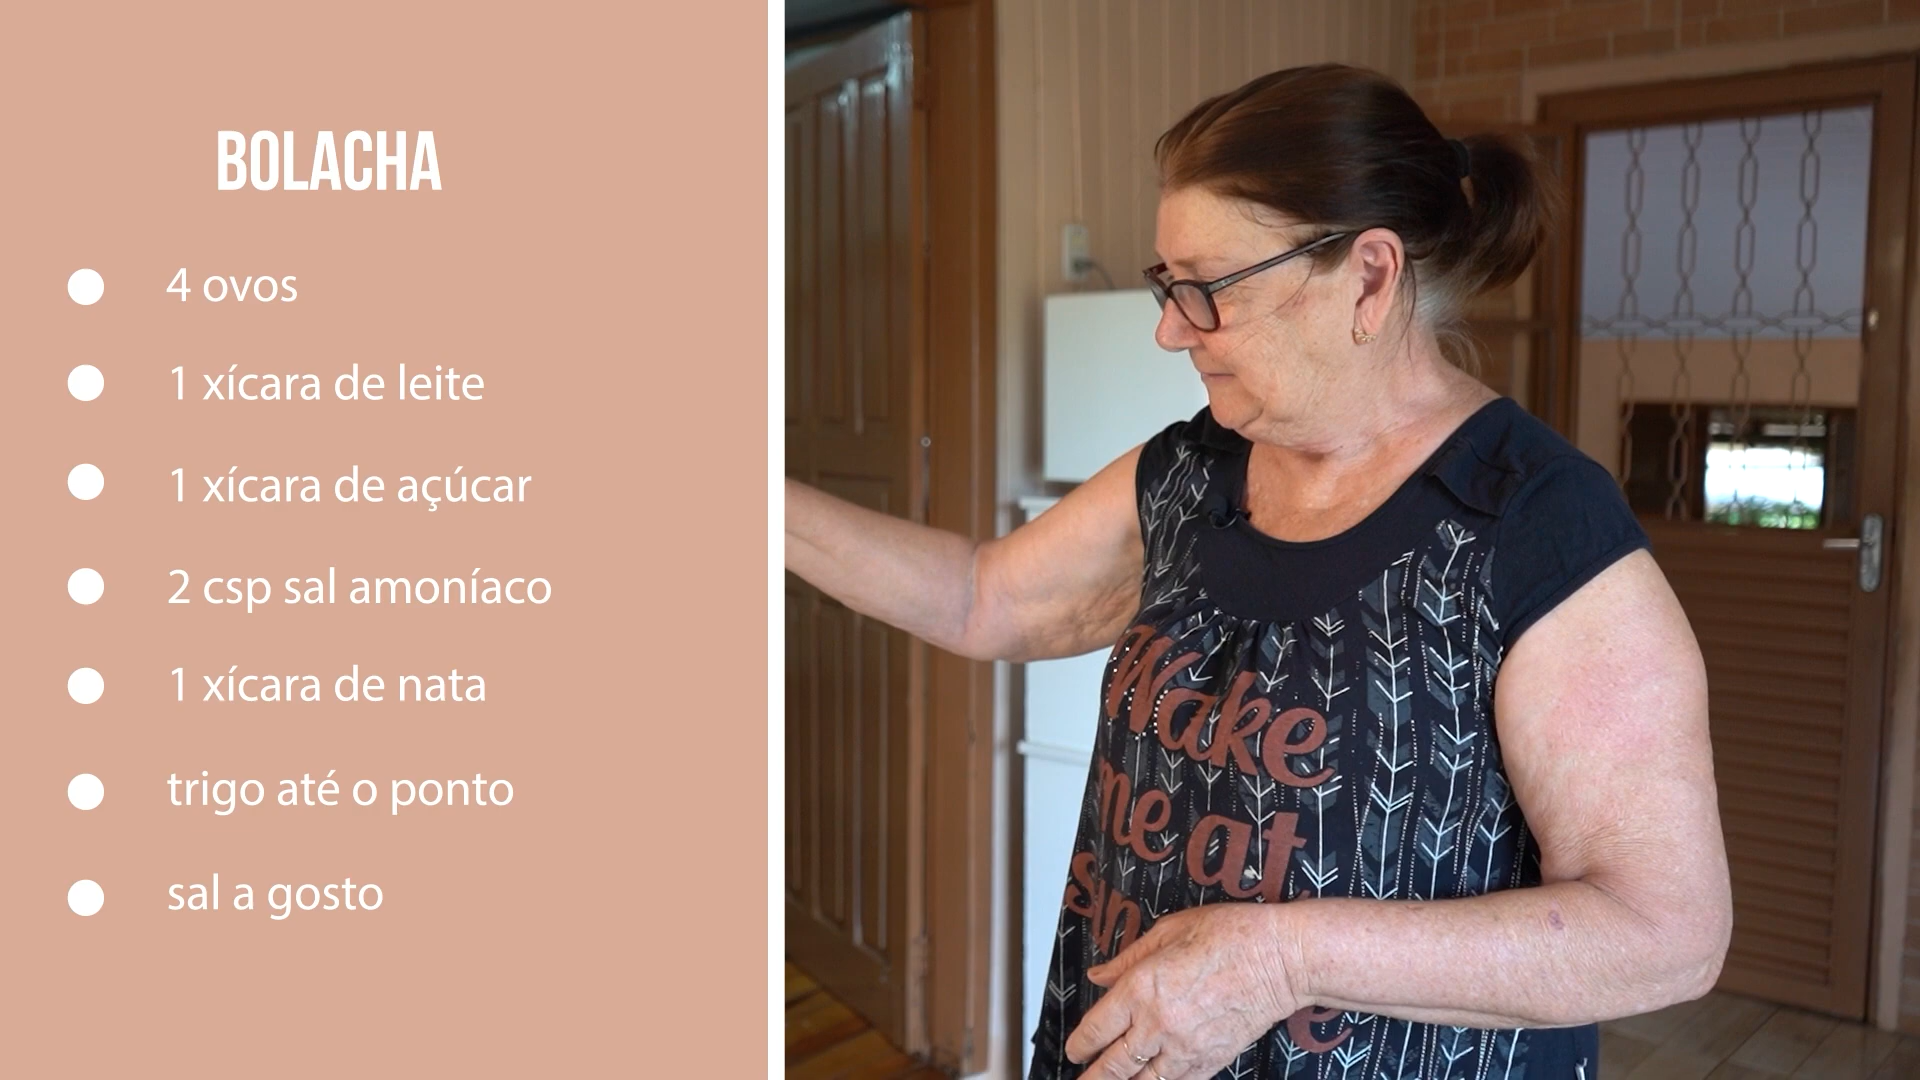 BOLACHA
4 ovos
1 xícara de leite
1 xícara de açúcar
2 csp sal amoníaco
1 xícara de nata
trigo até o ponto
sal a gosto
Wake
me at